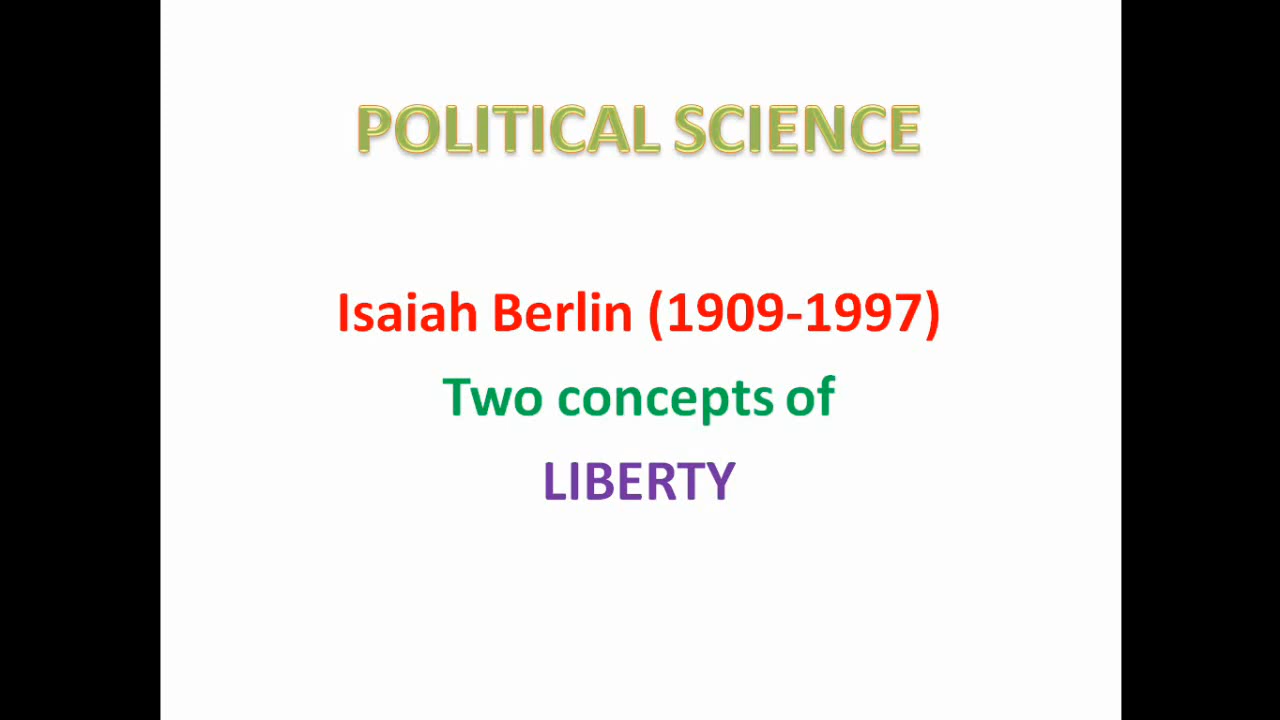 POLITICAL SCIENCE
Isaiah Berlin (1909-1997)
Two concepts of
LIBERTY